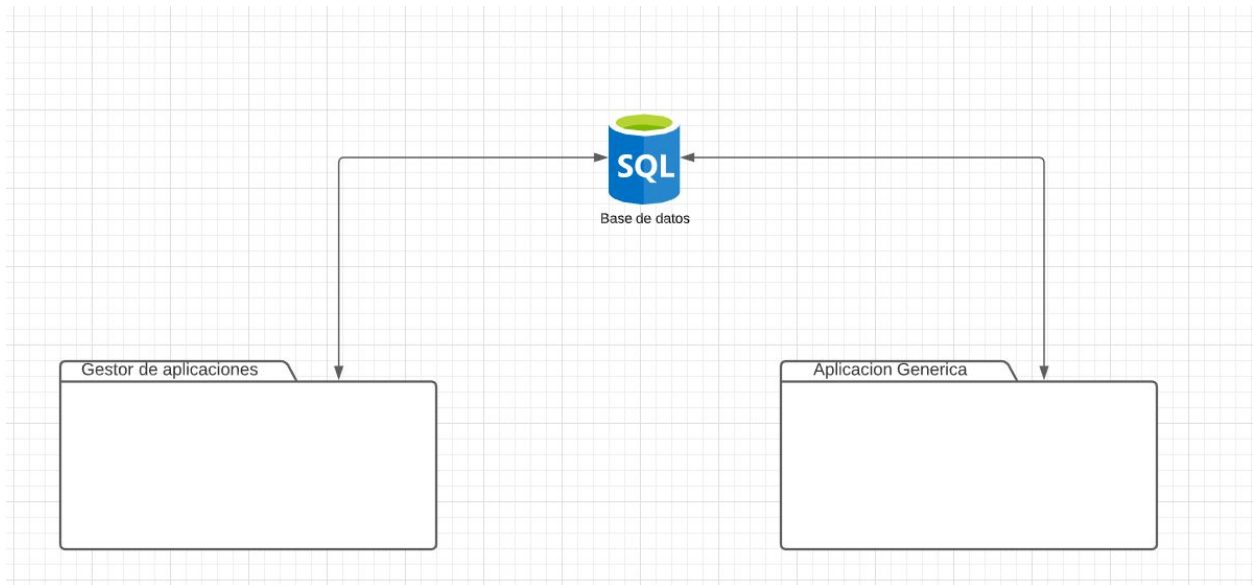 SQL
Base de datos
Gestor de aplicaciones
Aplicacion Generica